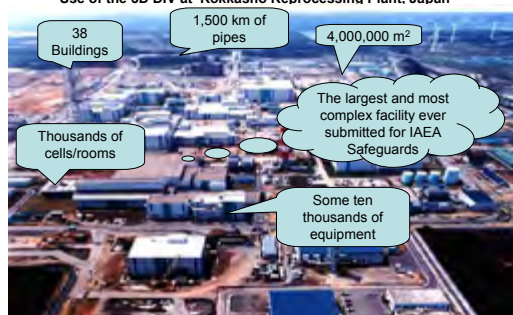 Use of the 3D DIV at Rokkasho Reprocessing Plant, Japan
38
Buildings
1,500 km of
pipes
4,000,000 m²
The largest and most
complex facility ever
submitted for IAEA
Safeguards
Thousands of
cells/rooms
Some ten
thousands of
equipment